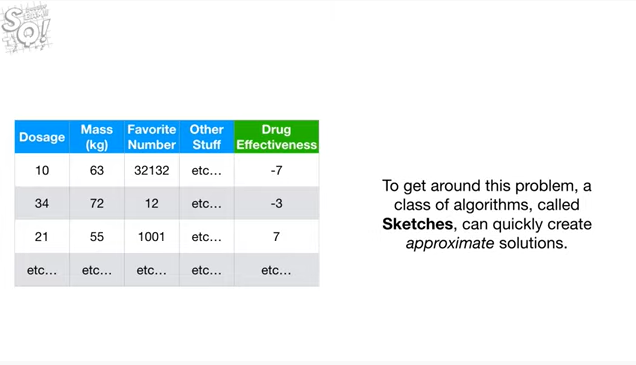 Dosage
Mass (kg)
Favorite Number
Other Stuff
Drug Effectiveness
10 63 32132 etc... -7
34 72 12 etc... -3
21 55 1001 etc... 7
etc... etc... etc... etc... etc...
To get around this problem, a
class of algorithms, called
Sketches, can quickly create
approximate solutions.